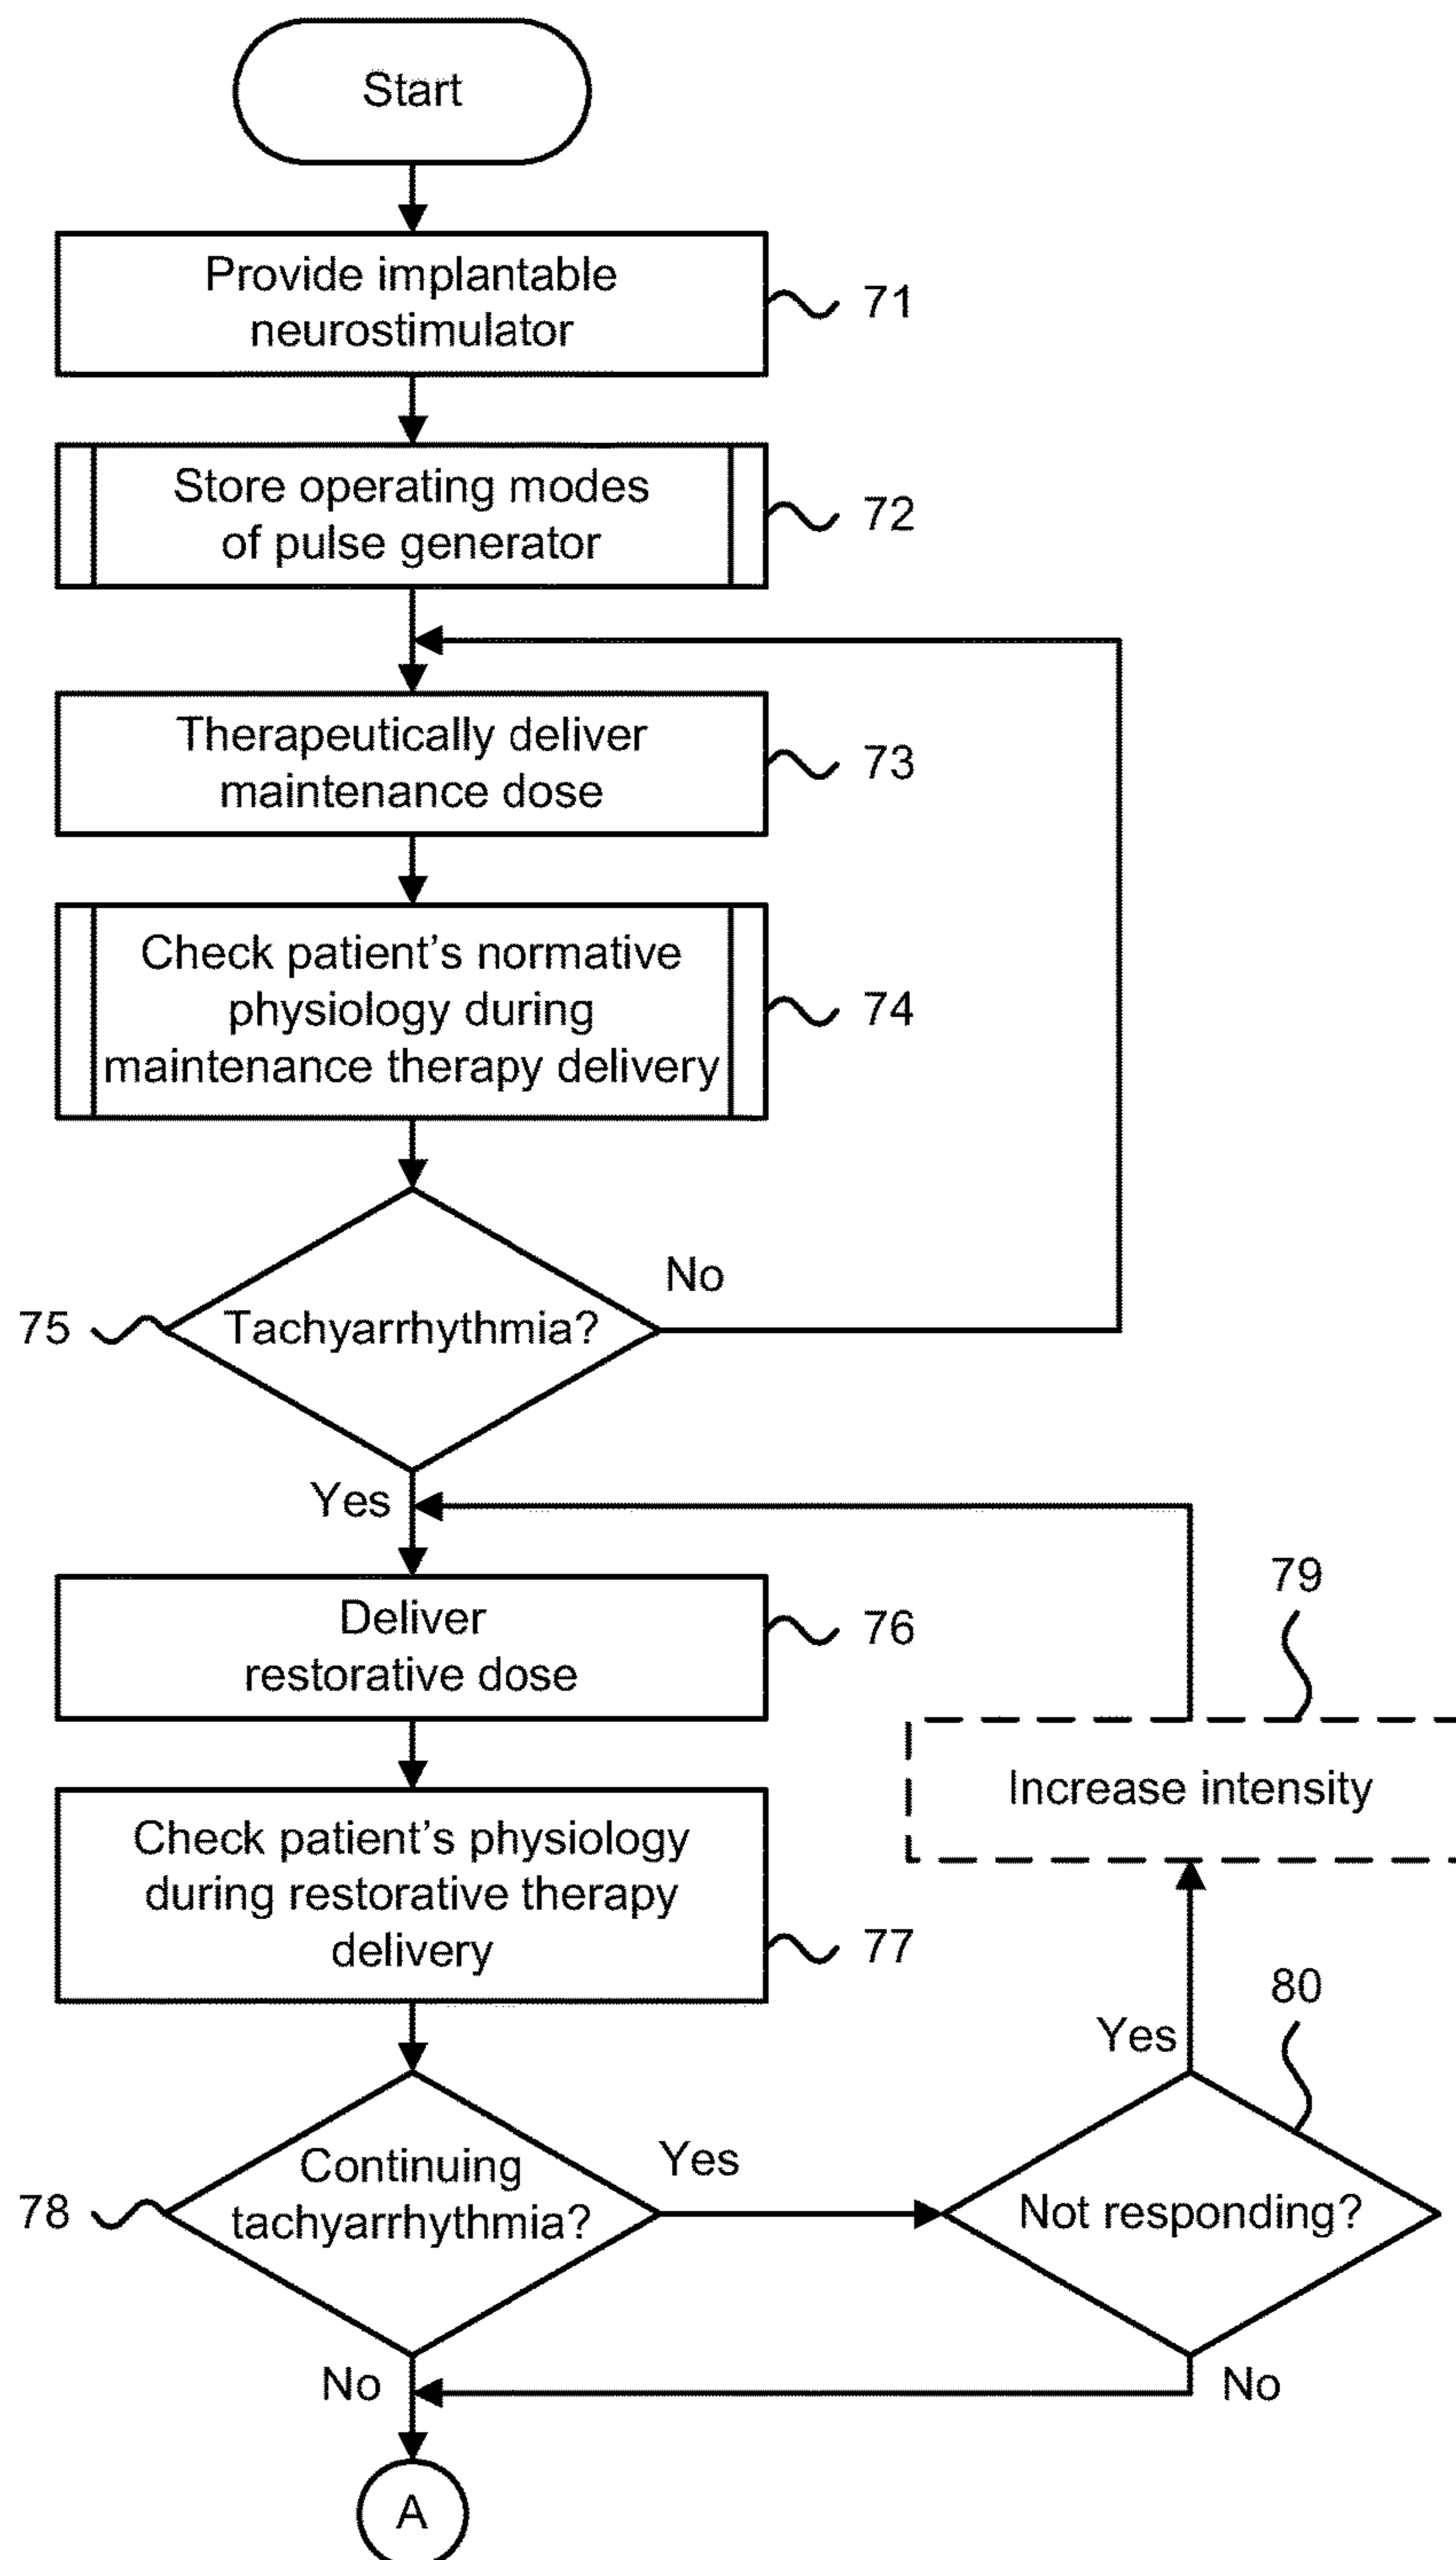 Start
Provide implantable
neurostimulator
71
Store operating modes
of pulse generator
72
Therapeutically deliver
maintenance dose
73
Check patient’s normative
physiology during
maintenance therapy delivery
74
75
Tachyarrhythmia?
No
Yes
Deliver
restorative dose
76
79
Increase intensity
Check patient’s physiology
during restorative therapy
delivery
77
80
Yes
78
Continuing
tachyarrhythmia?
Yes
Not responding?
No
No
A